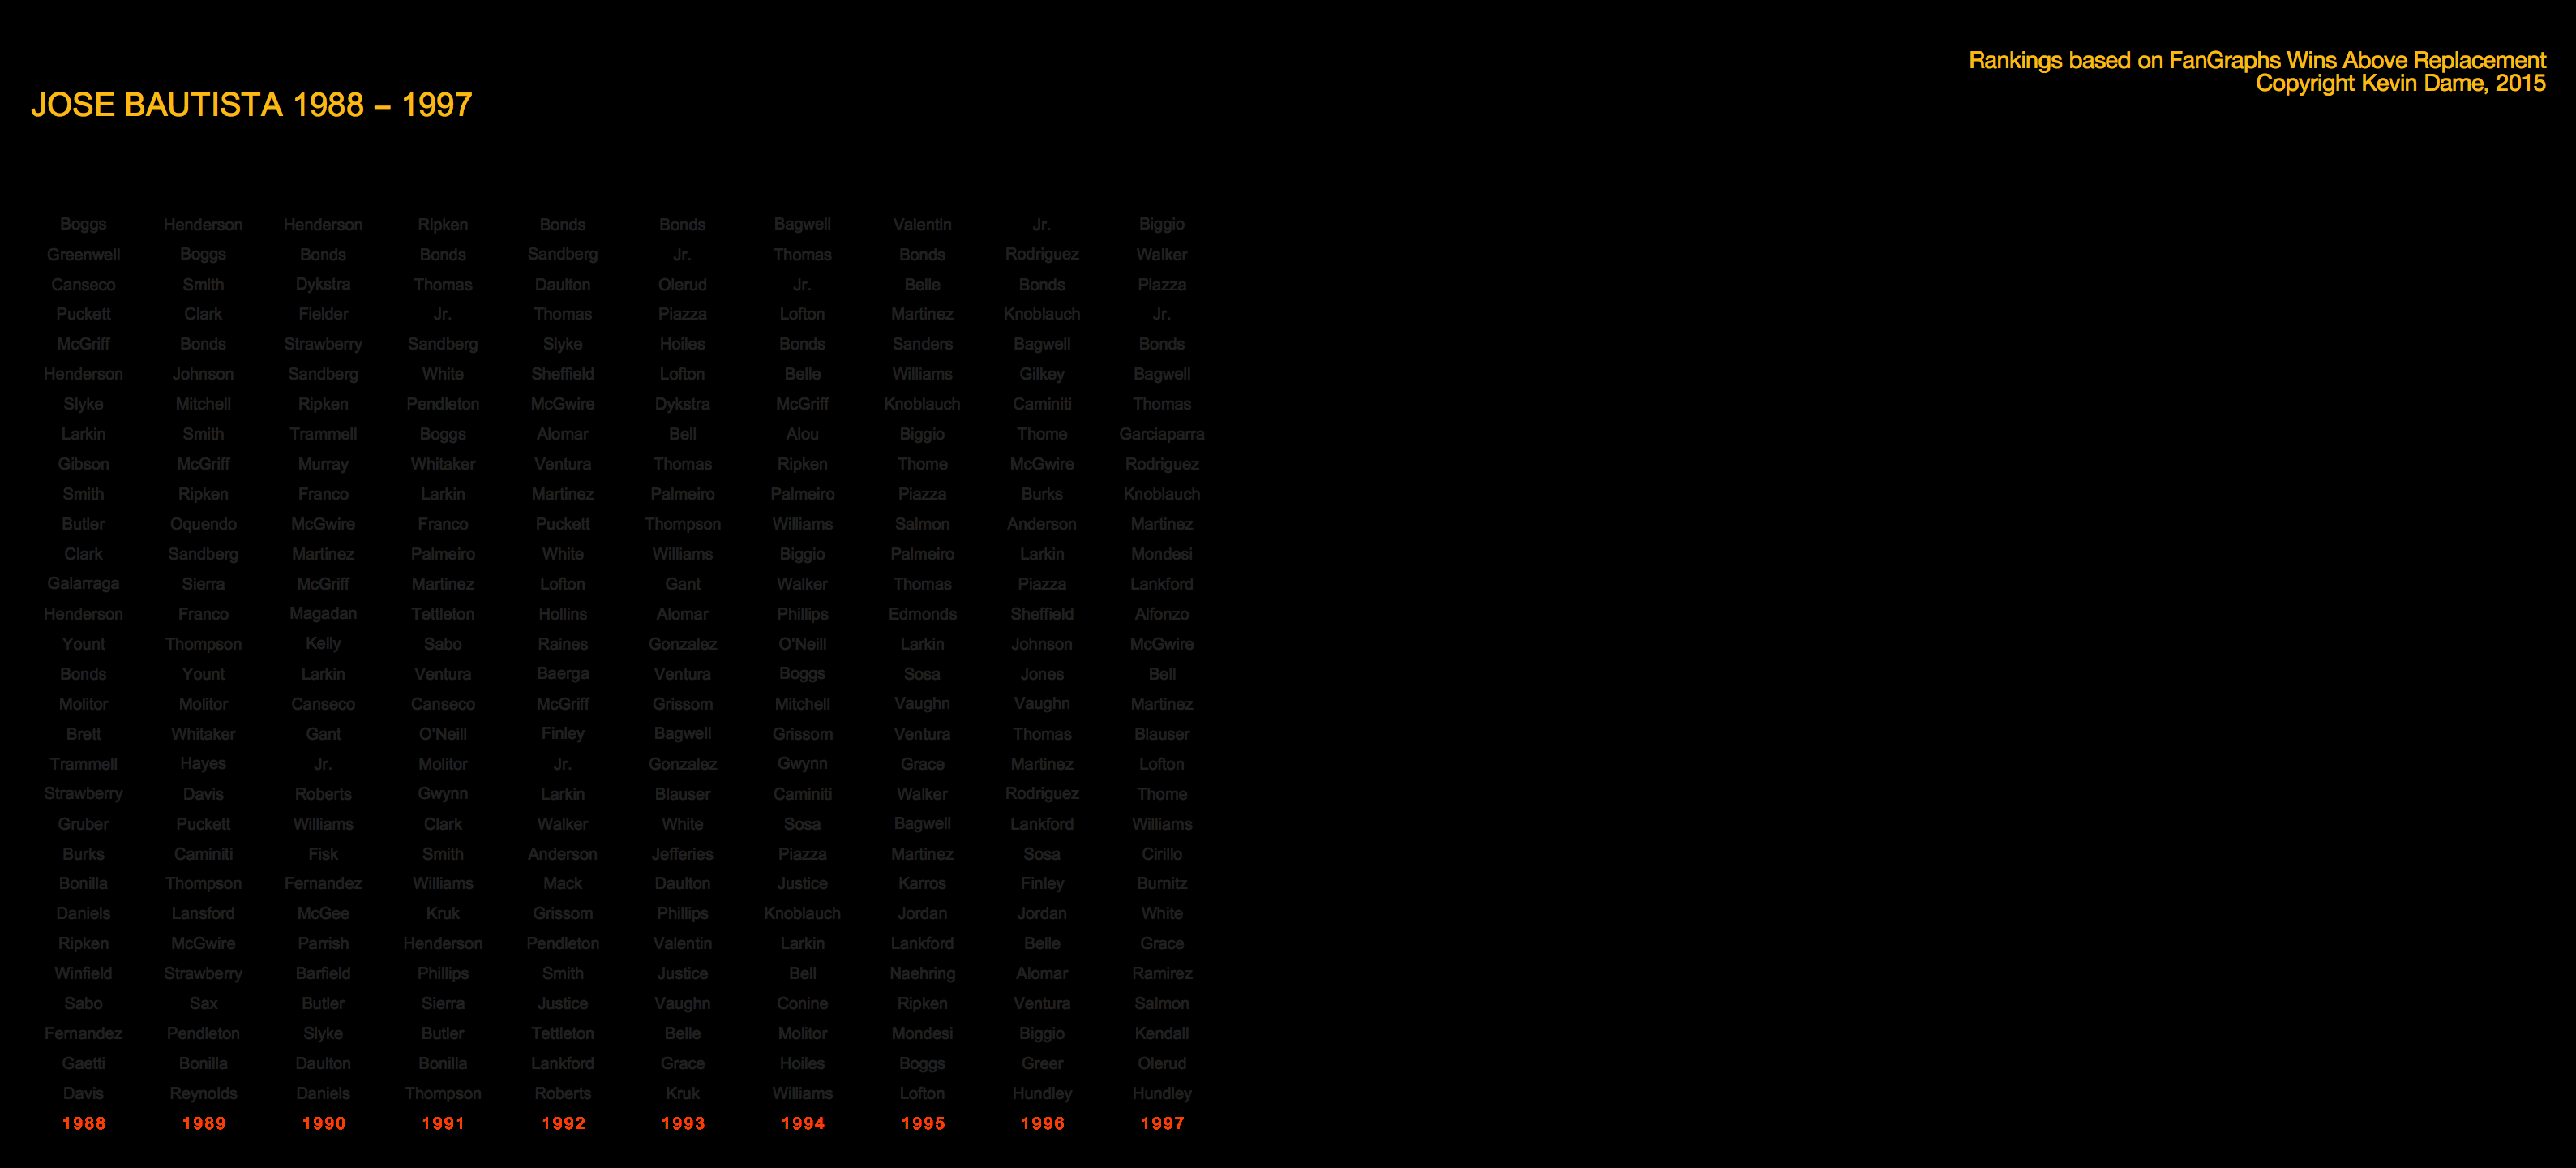 Rankings based on FanGraphs Wins Above Replacement
Copyright Kevin Dame, 2015
JOSE BAUTISTA 1988 – 1997
Boggs Henderson Henderson Ripken Bonds Bonds Bagwell Valentin Jr. Biggio
Greenwell Boggs Bonds Bonds Sandberg Jr. Thomas Bonds Rodriguez Walker
Canseco Smith Dykstra Thomas Daulton Olerud Jr. Belle Bonds Piazza
Puckett Clark Fielder Jr. Thomas Piazza Lofton Martinez Knoblauch Jr.
McGriff Bonds Strawberry Sandberg Slyke Hoiles Bonds Sanders Bagwell Bonds
Henderson Johnson Sandberg White Sheffield Lofton Belle Williams Gilkey Bagwell
Slyke Mitchell Ripken Pendleton McGwire Dykstra McGriff Knoblauch Caminiti Thomas
Larkin Smith Trammell Boggs Alomar Bell Alou Biggio Thome Garciaparra
Gibson McGriff Murray Whitaker Ventura Thomas Ripken Thome McGwire Rodriguez
Smith Ripken Franco Larkin Martinez Palmeiro Palmeiro Piazza Burks Knoblauch
Butler Oquendo McGwire Franco Puckett Thompson Williams Salmon Anderson Martinez
Clark Sandberg Martinez Palmeiro White Williams Biggio Palmeiro Larkin Mondesi
Galarraga Sierra McGriff Martinez Lofton Gant Walker Thomas Piazza Lankford
Henderson Franco Magadan Tettleton Hollins Alomar Phillips Edmonds Sheffield Alfonzo
Yount Thompson Kelly Sabo Raines Gonzalez O'Neill Larkin Johnson McGwire
Bonds Yount Larkin Ventura Baerga Ventura Boggs Sosa Jones Bell
Molitor Molitor Canseco Canseco McGriff Grissom Mitchell Vaughn Vaughn Martinez
Brett Whitaker Gant O'Neill Finley Bagwell Grissom Ventura Thomas Blauser
Trammell Hayes Jr. Molitor Jr. Gonzalez Gwynn Grace Martinez Lofton
Strawberry Davis Roberts Gwynn Larkin Blauser Caminiti Walker Rodriguez Thome
Gruber Puckett Williams Clark Walker White Sosa Bagwell Lankford Williams
Burks Caminiti Fisk Smith Anderson Jefferies Piazza Martinez Sosa Cirillo
Bonilla Thompson Fernandez Williams Mack Daulton Justice Karros Finley Burnitz
Daniels Lansford McGee Kruk Grissom Phillips Knoblauch Jordan Jordan White
Ripken McGwire Parrish Henderson Pendleton Valentin Larkin Lankford Belle Grace
Winfield Strawberry Barfield Phillips Smith Justice Bell Naehring Alomar Ramirez
Sabo Sax Butler Sierra Justice Vaughn Conine Ripken Ventura Salmon
Fernandez Pendleton Slyke Butler Tettleton Belle Molitor Mondesi Biggio Kendall
Gaetti Bonilla Daulton Bonilla Lankford Grace Hoiles Boggs Greer Olerud
Davis Reynolds Daniels Thompson Roberts Kruk Williams Lofton Hundley Hundley
1988 1989 1990 1991 1992 1993 1994 1995 1996 1997